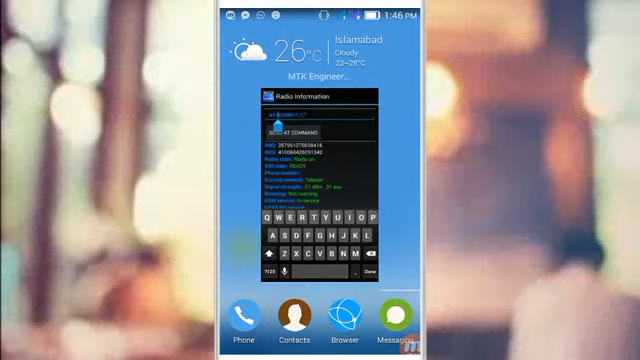 1:46 PM
26°C
Islamabad
Cloudy
23~28°C
MTK Engineer...
Radio Information
SEND AT COMMAND
Radio state: Radio on
SIM state: READY
Phone number:
Current network: Telenor
Roaming: Not roaming
GSM service: In service
Q W E R T Y U I O P
A S D F G H J K L
Z X C V B N M
?123
.
Done
Phone
Contacts
Browser
Messaging